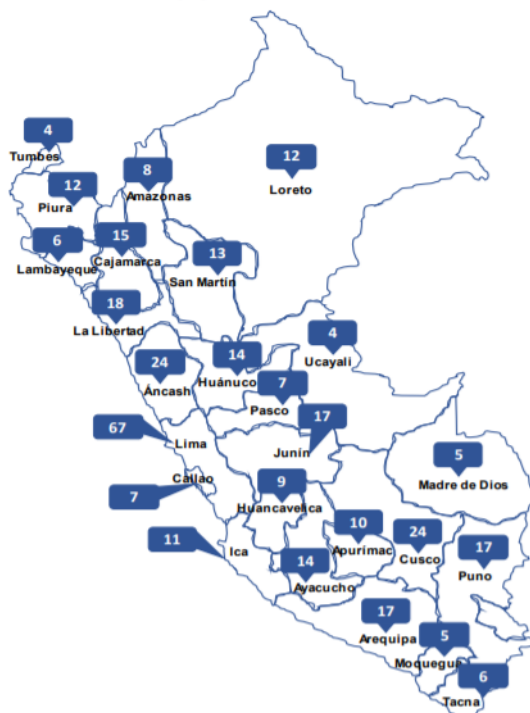 4
Tumbes
8
Amazonas
12
Loreto
12
Piura
6
Lambayeque
15
Cajamarca
13
San Martín
18
La Libertad
4
Ucayali
24
Áncash
14
Huánuco
7
Pasco
67
Lima
17
Junín
5
Madre de Dios
7
Callao
9
Huancavelica
11
Ica
10
Apurímac
24
Cusco
17
Puno
14
Ayacucho
17
Arequipa
5
Moquegua
6
Tacna